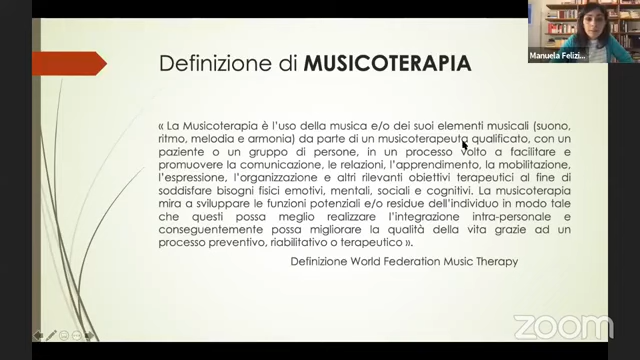 Definizione di MUSICOTERAPIA
« La Musicoterapia è l'uso della musica e/o dei suoi elementi musicali (suono,
ritmo, melodia e armonia) da parte di un musicoterapeuta qualificato, con un
paziente o un gruppo di persone, in un processo volto a facilitare e
promuovere la comunicazione, le relazioni, l'apprendimento, la mobilitazione,
l'espressione, l'organizzazione e altri rilevanti obiettivi terapeutici al fine di
soddisfare bisogni fisici emotivi, mentali, sociali e cognitivi. La musicoterapia
mira a sviluppare le funzioni potenziali e/o residue dell'individuo in modo tale
che questi possa meglio realizzare l'integrazione intra-personale e
conseguentemente possa migliorare la qualità della vita grazie ad un
processo preventivo, riabilitativo o terapeutico ».
Definizione World Federation Music Therapy
Manuela Felizi...
zoom